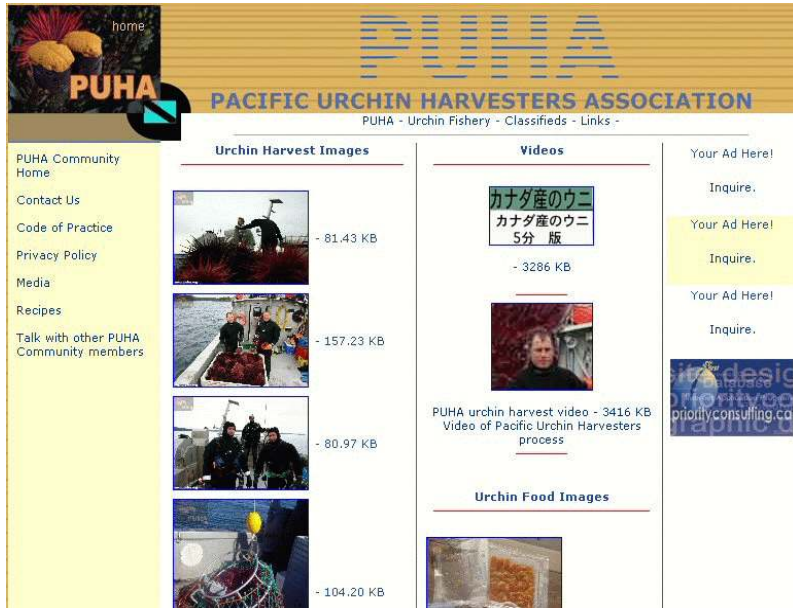 home
PUHA
PUHA
PACIFIC URCHIN HARVESTERS ASSOCIATION
PUHA - Urchin Fishery - Classifieds - Links -
PUHA Community
Home
Contact Us
Code of Practice
Privacy Policy
Media
Recipes
Talk with other PUHA
Community members
Urchin Harvest Images
- 81.43 KB
- 157.23 KB
- 80.97 KB
- 104.20 KB
Videos
カナダ産のウニ
カナダ産のウニ
5分 版
- 3286 KB
PUHA urchin harvest video - 3416 KB
Video of Pacific Urchin Harvesters
process
Urchin Food Images
Your Ad Here!
Inquire.
Your Ad Here!
Inquire.
Your Ad Here!
Inquire.
site desig
Database
priorityconsulting.co
graphic d